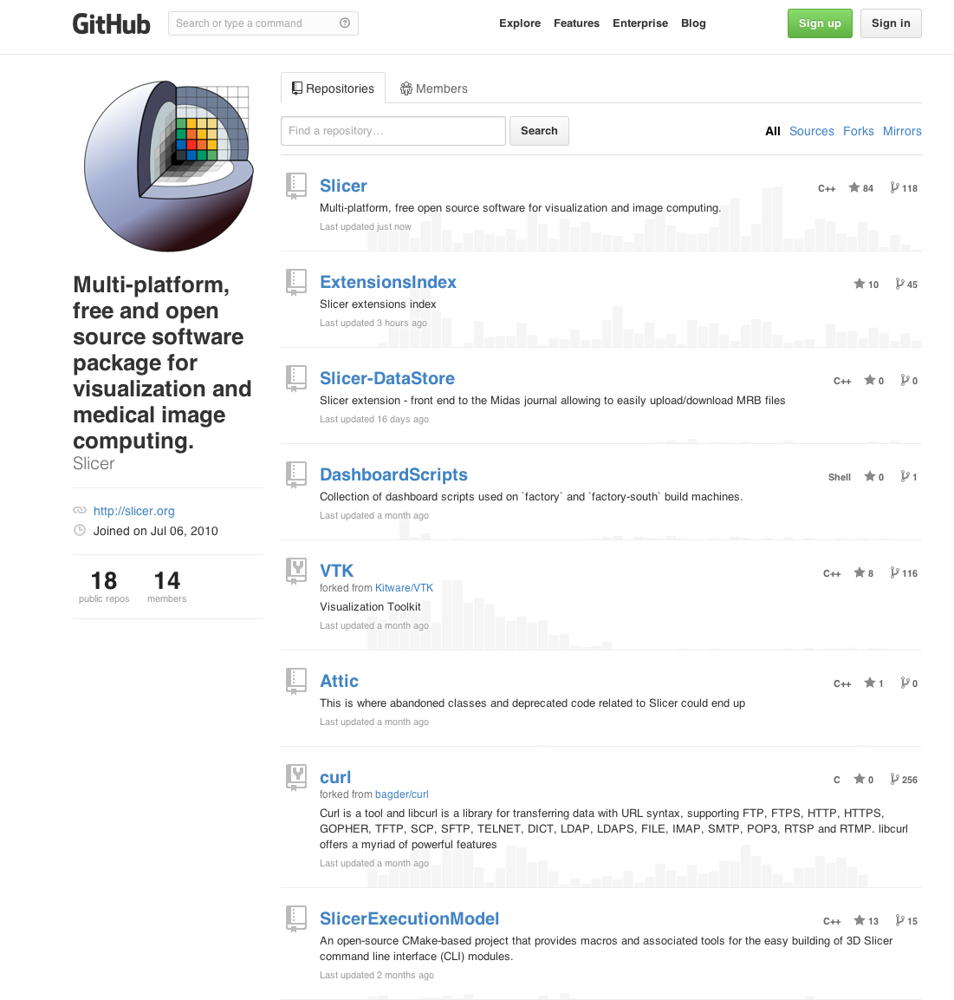 GitHub
Search or type a command
Explore Features Enterprise Blog
Sign up Sign in
Multi-platform,
free and open
source software
package for
visualization and
medical image
computing.
Slicer
http://slicer.org
Joined on Jul 06, 2010
18 14
public repos members
Repositories Members
Find a repository...
Search
All Sources Forks Mirrors
Slicer
C++ 84 118
Multi-platform, free open source software for visualization and image computing.
Last updated just now
ExtensionsIndex
10 45
Slicer extensions index
Last updated 3 hours ago
Slicer-DataStore
C++ 0 0
Slicer extension - front end to the Midas journal allowing to easily upload/download MRB files
Last updated 16 days ago
DashboardScripts
Shell 0 1
Collection of dashboard scripts used on `factory` and `factory-south` build machines.
Last updated a month ago
VTK
C++ 8 116
forked from Kitware/VTK
Visualization Toolkit
Last updated a month ago
Attic
C++ 1 0
This is where abandoned classes and deprecated code related to Slicer could end up
Last updated a month ago
curl
C 0 256
forked from bagder/curl
Curl is a tool and libcurl is a library for transferring data with URL syntax, supporting FTP, FTPS, HTTP, HTTPS,
GOPHER, TFTP, SCP, SFTP, TELNET, DICT, LDAP, LDAPS, FILE, IMAP, SMTP, POP3, RTSP and RTMP. libcurl
offers a myriad of powerful features
Last updated a month ago
SlicerExecutionModel
C++ 13 15
An open-source CMake-based project that provides macros and associated tools for the easy building of 3D Slicer
command line interface (CLI) modules.
Last updated 2 months ago